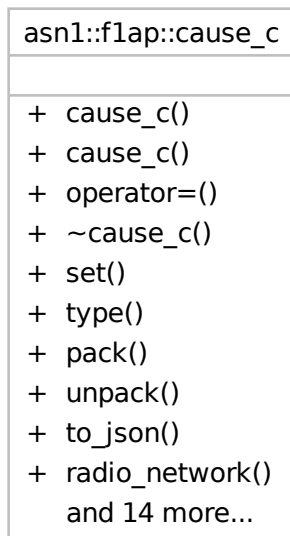 asn1::f1ap::cause_c
+ cause_c()
+ cause_c()
+ operator=()
+ ~cause_c()
+ set()
+ type()
+ pack()
+ unpack()
+ to_json()
+ radio_network()
and 14 more...